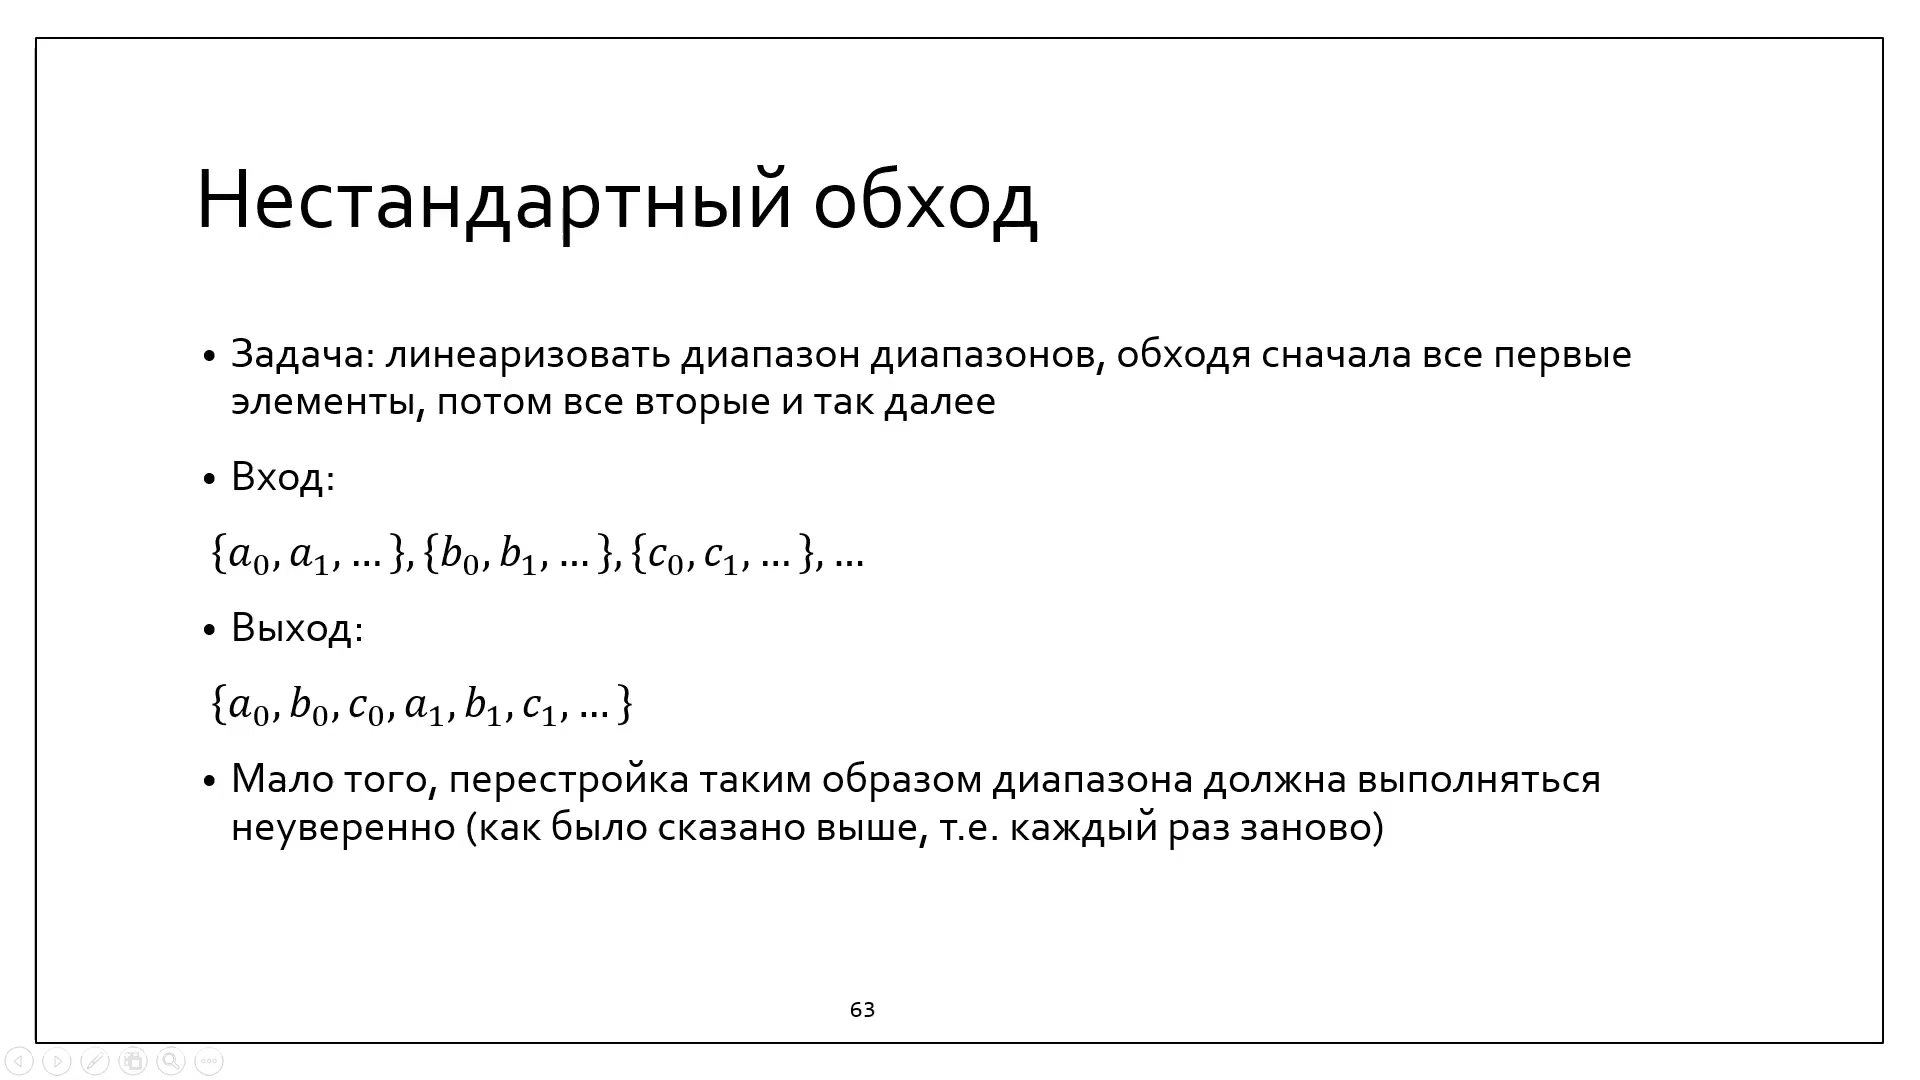 Нестандартный обход
• Задача: линеаризовать диапазон диапазонов, обходя сначала все первые
элементы, потом все вторые и так далее
• Вход:
{a₀, a₁, … }, {b₀, b₁, … }, {c₀, c₁, … }, …
• Выход:
{a₀, b₀, c₀, a₁, b₁, c₁, … }
• Мало того, перестройка таким образом диапазона должна выполняться
неуверенно (как было сказано выше, т.е. каждый раз заново)
63